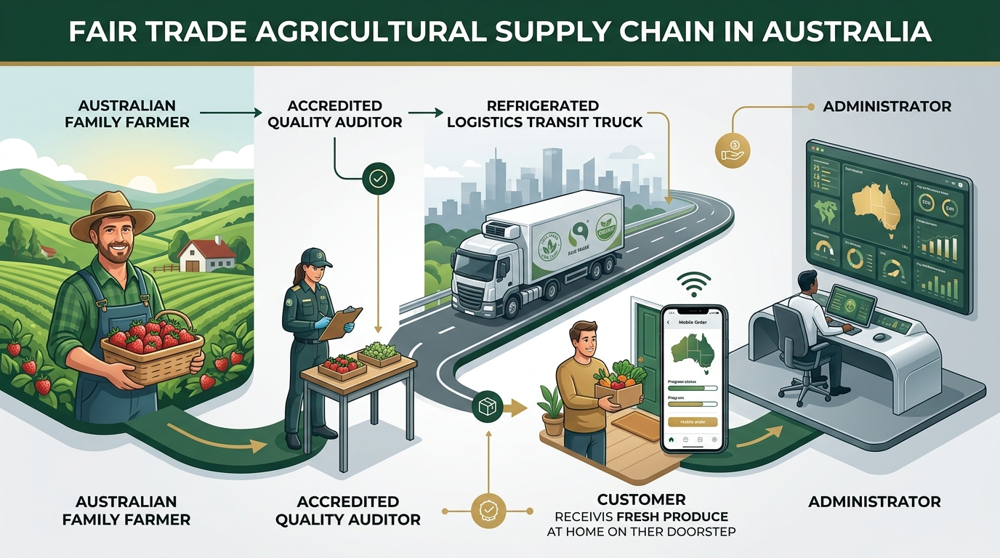 FAIR TRADE AGRICULTURAL SUPPLY CHAIN IN AUSTRALIA
AUSTRALIAN
FAMILY FARMER
ACCREDITED
QUALITY AUDITOR
REFRIGERATED
LOGISTICS TRANSIT TRUCK
ADMINISTRATOR
Mobile Order
Progress status
Prograns
Mobile order
AUSTRALIAN
FAMILY FARMER
ACCREDITED
QUALITY AUDITOR
CUSTOMER
RECEIVIS FRESH PRODUCE
AT HOME ON THER DOORSTEP
ADMINISTRATOR